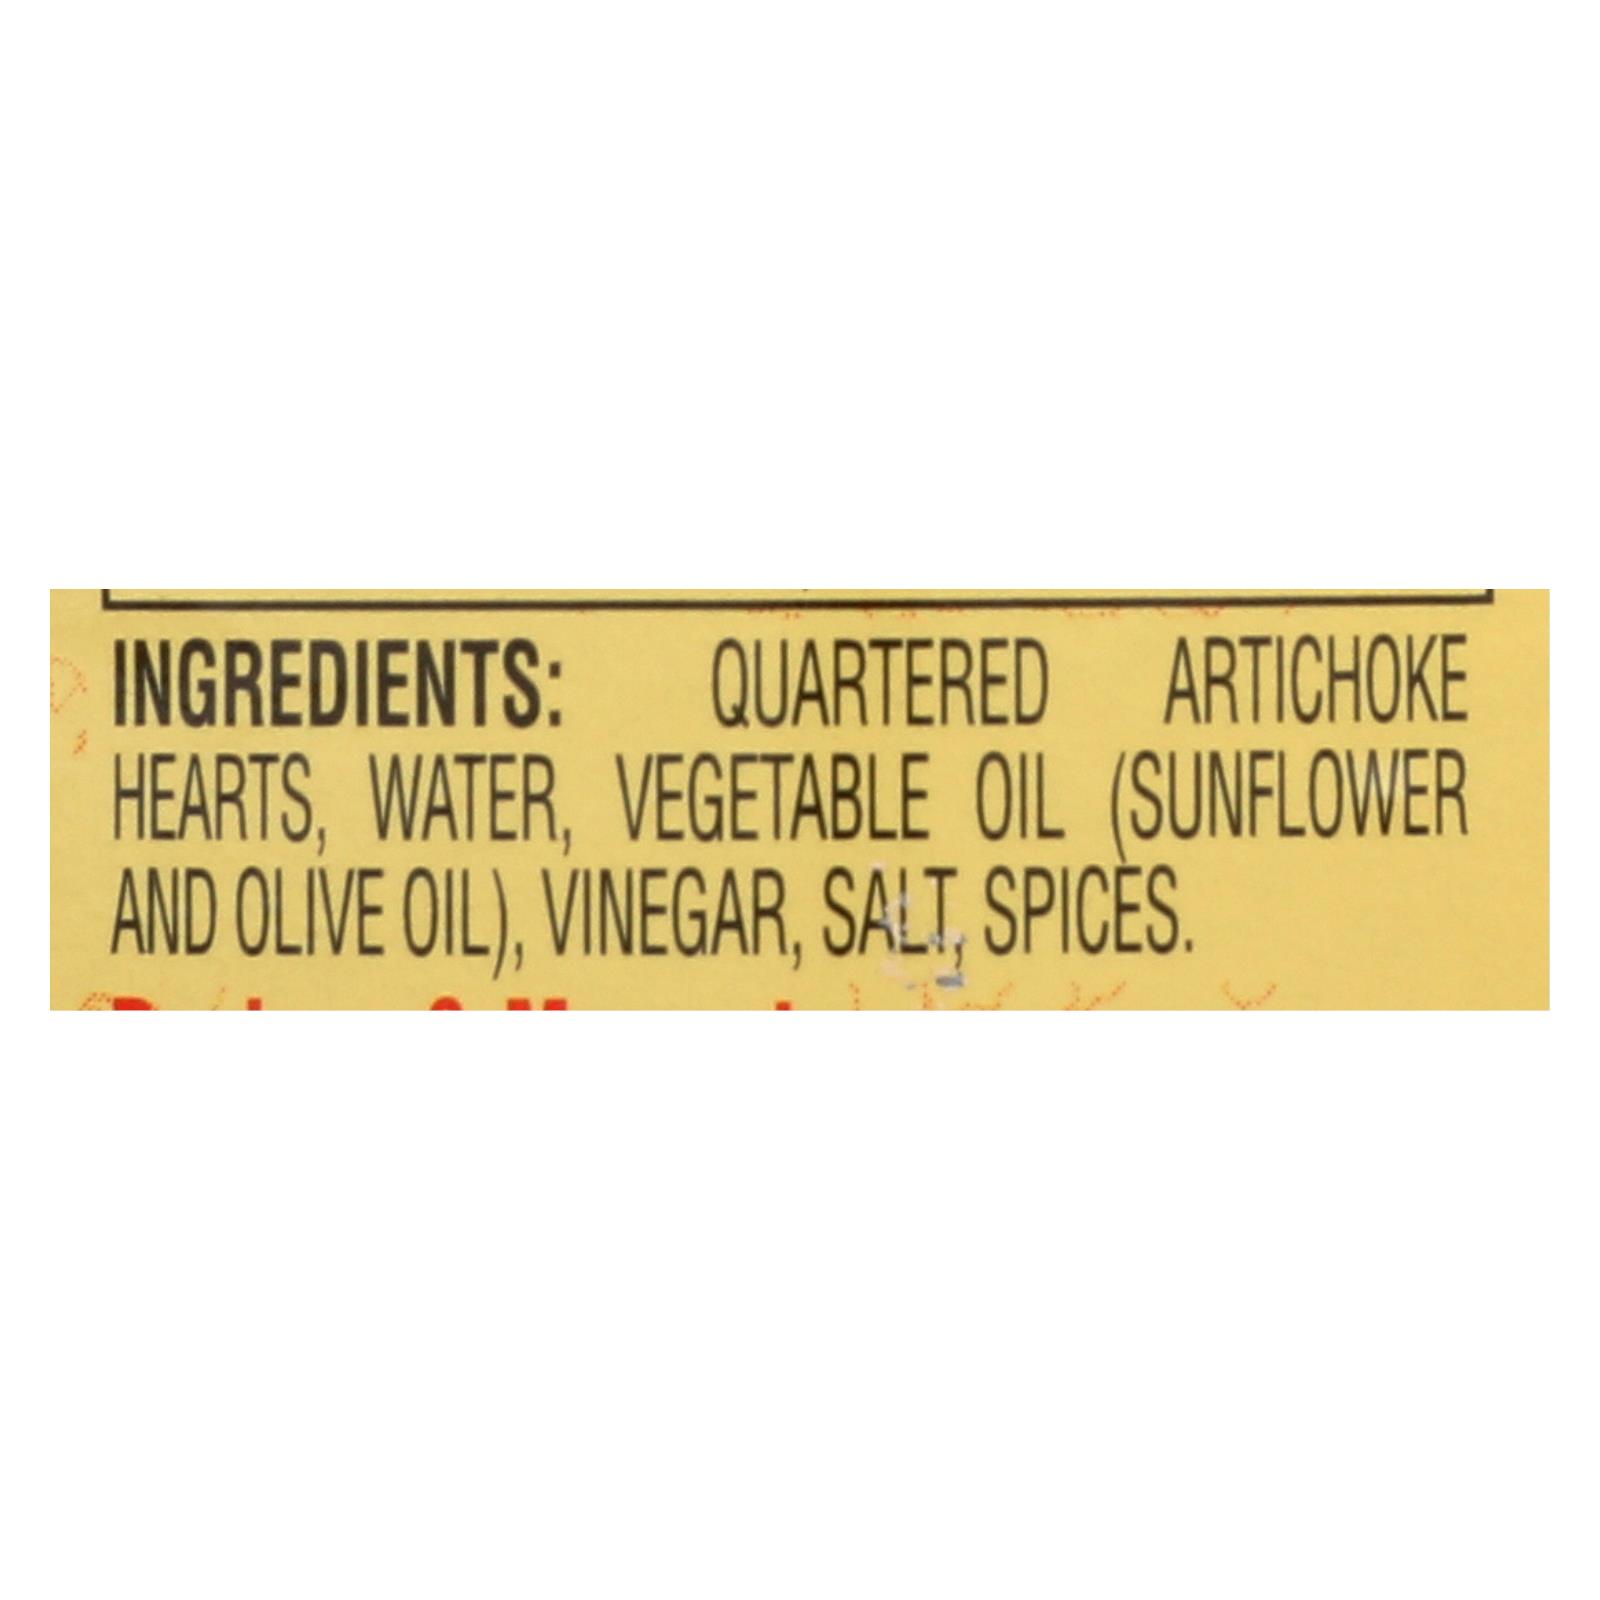 INGREDIENTS: QUARTERED ARTICHOKE
HEARTS, WATER, VEGETABLE OIL (SUNFLOWER
AND OLIVE OIL), VINEGAR, SALT, SPICES.